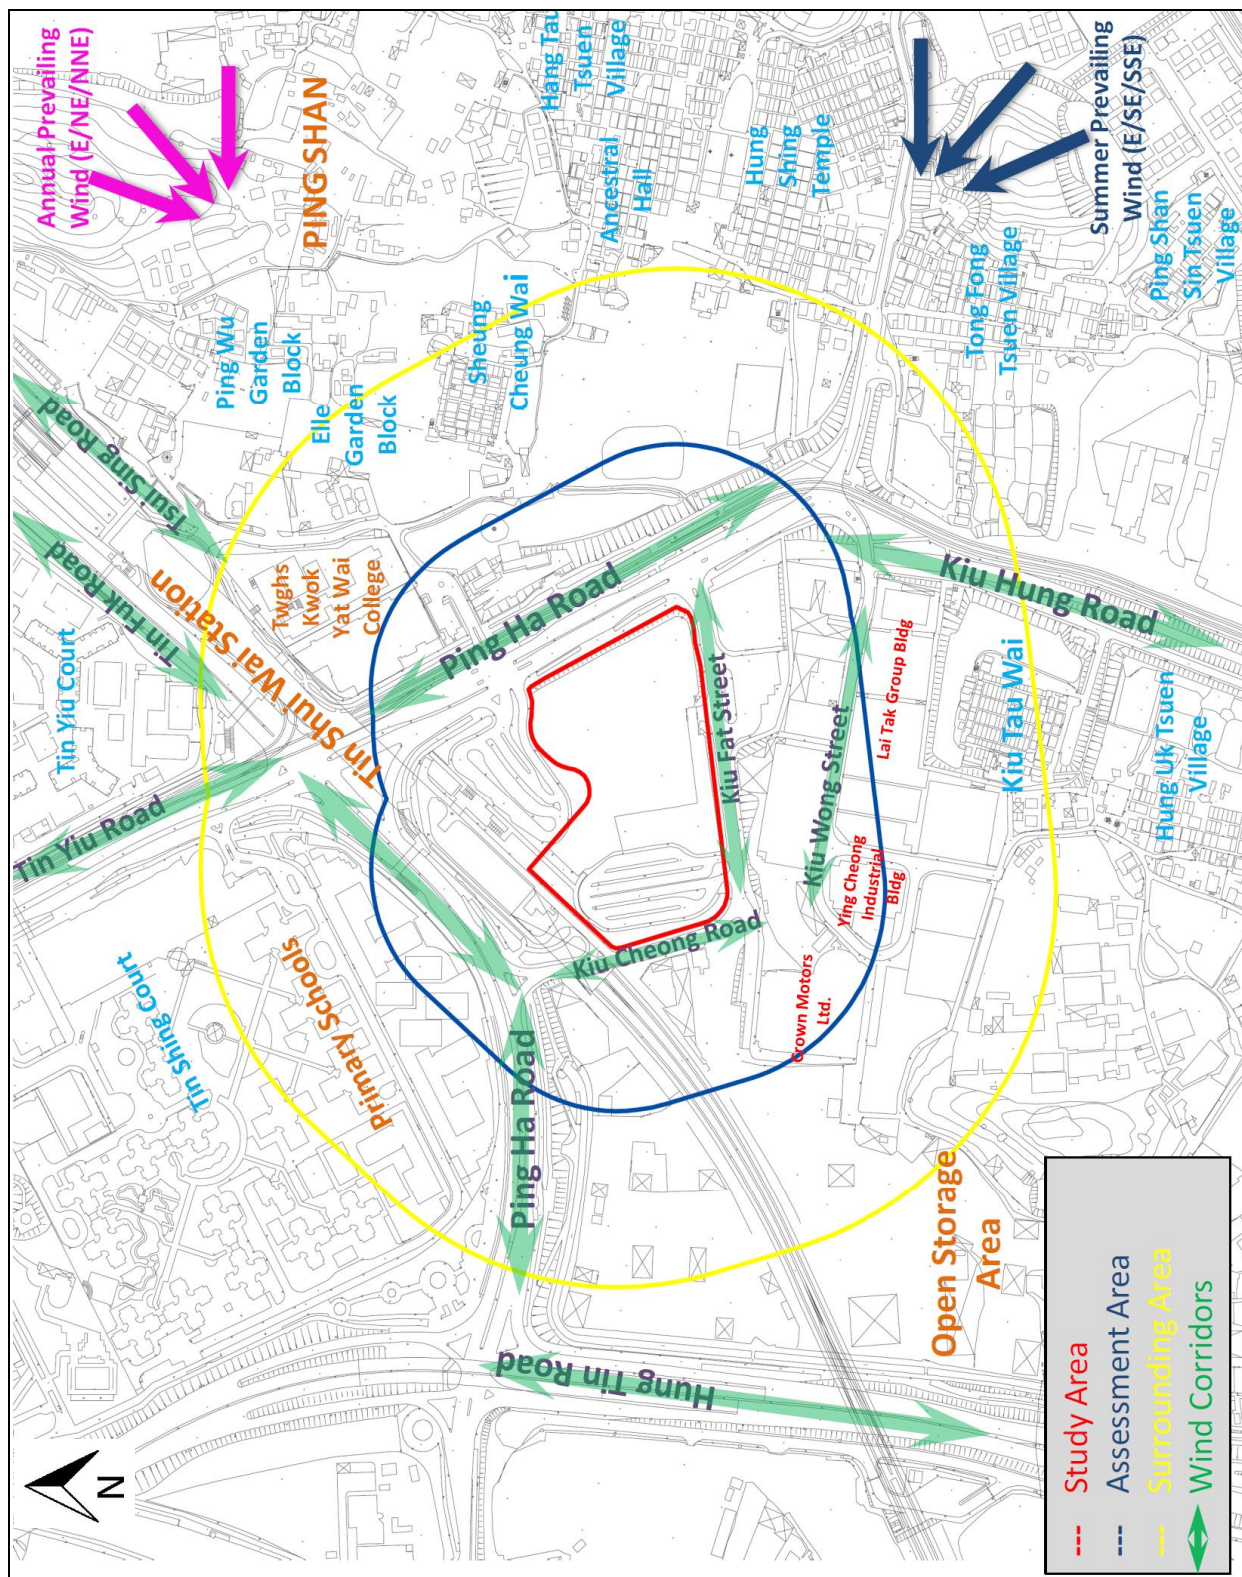 Annual Prevailing
Wind (E/NE/NNE)
PING SHAN
Hang Tau
Tsuen
Village
Ancestral
Hall
Hung
Shing
Temple
Summer Prevailing
Wind (E/SE/SSE)
Ping Shan
Sin Tsuen
Village
Tong Fong
Tsuen Village
Ping Wu
Garden
Block
Elle
Garden
Block
Sheung
Cheung Wai
Tsui Sing Road
Tin Fuk Road
Tin Shui Wai Station
Twghs
Kwok
Yat Wai
College
Tin Yiu Court
Tin Yiu Road
Ping Ha Road
Kiu Hung Road
Kiu Fat Street
Kiu Wong Street
Lai Tak Group Bldg
Kiu Tau Wai
Hung Uk Tsuen
Village
Ying Cheong
Industrial
Bldg
Kiu Cheong Road
Crown Motors
Ltd.
Tin Shing Court
Primary Schools
Ping Ha Road
Hung Tin Road
Open Storage
Area
N
--- Study Area
--- Assessment Area
--- Surrounding Area
Wind Corridors